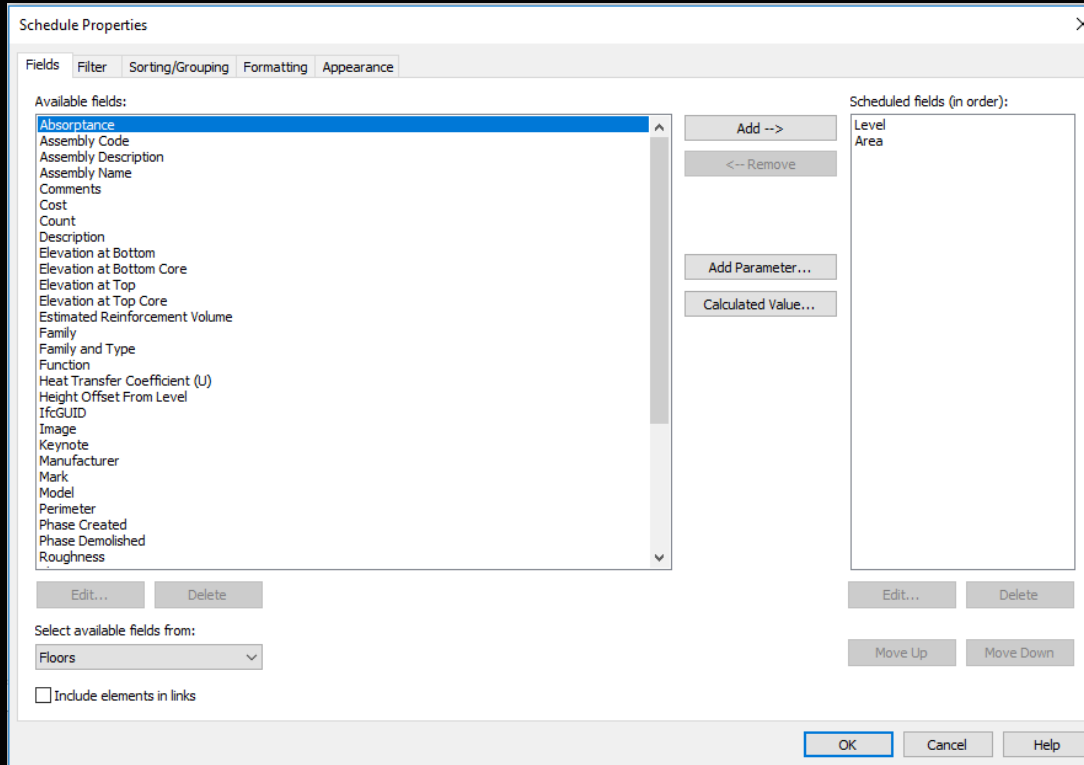 Schedule Properties
Fields Filter Sorting/Grouping Formatting Appearance
Available fields:
Absorptance
Assembly Code
Assembly Description
Assembly Name
Comments
Cost
Count
Description
Elevation at Bottom
Elevation at Bottom Core
Elevation at Top
Elevation at Top Core
Estimated Reinforcement Volume
Family
Family and Type
Function
Heat Transfer Coefficient (U)
Height Offset From Level
IfcGUID
Image
Keynote
Manufacturer
Mark
Model
Perimeter
Phase Created
Phase Demolished
Roughness
Add -->
<-- Remove
Add Parameter...
Calculated Value...
Scheduled fields (in order):
Level
Area
Edit... Delete
Edit... Delete
Select available fields from:
Floors
Move Up Move Down
Include elements in links
OK Cancel Help